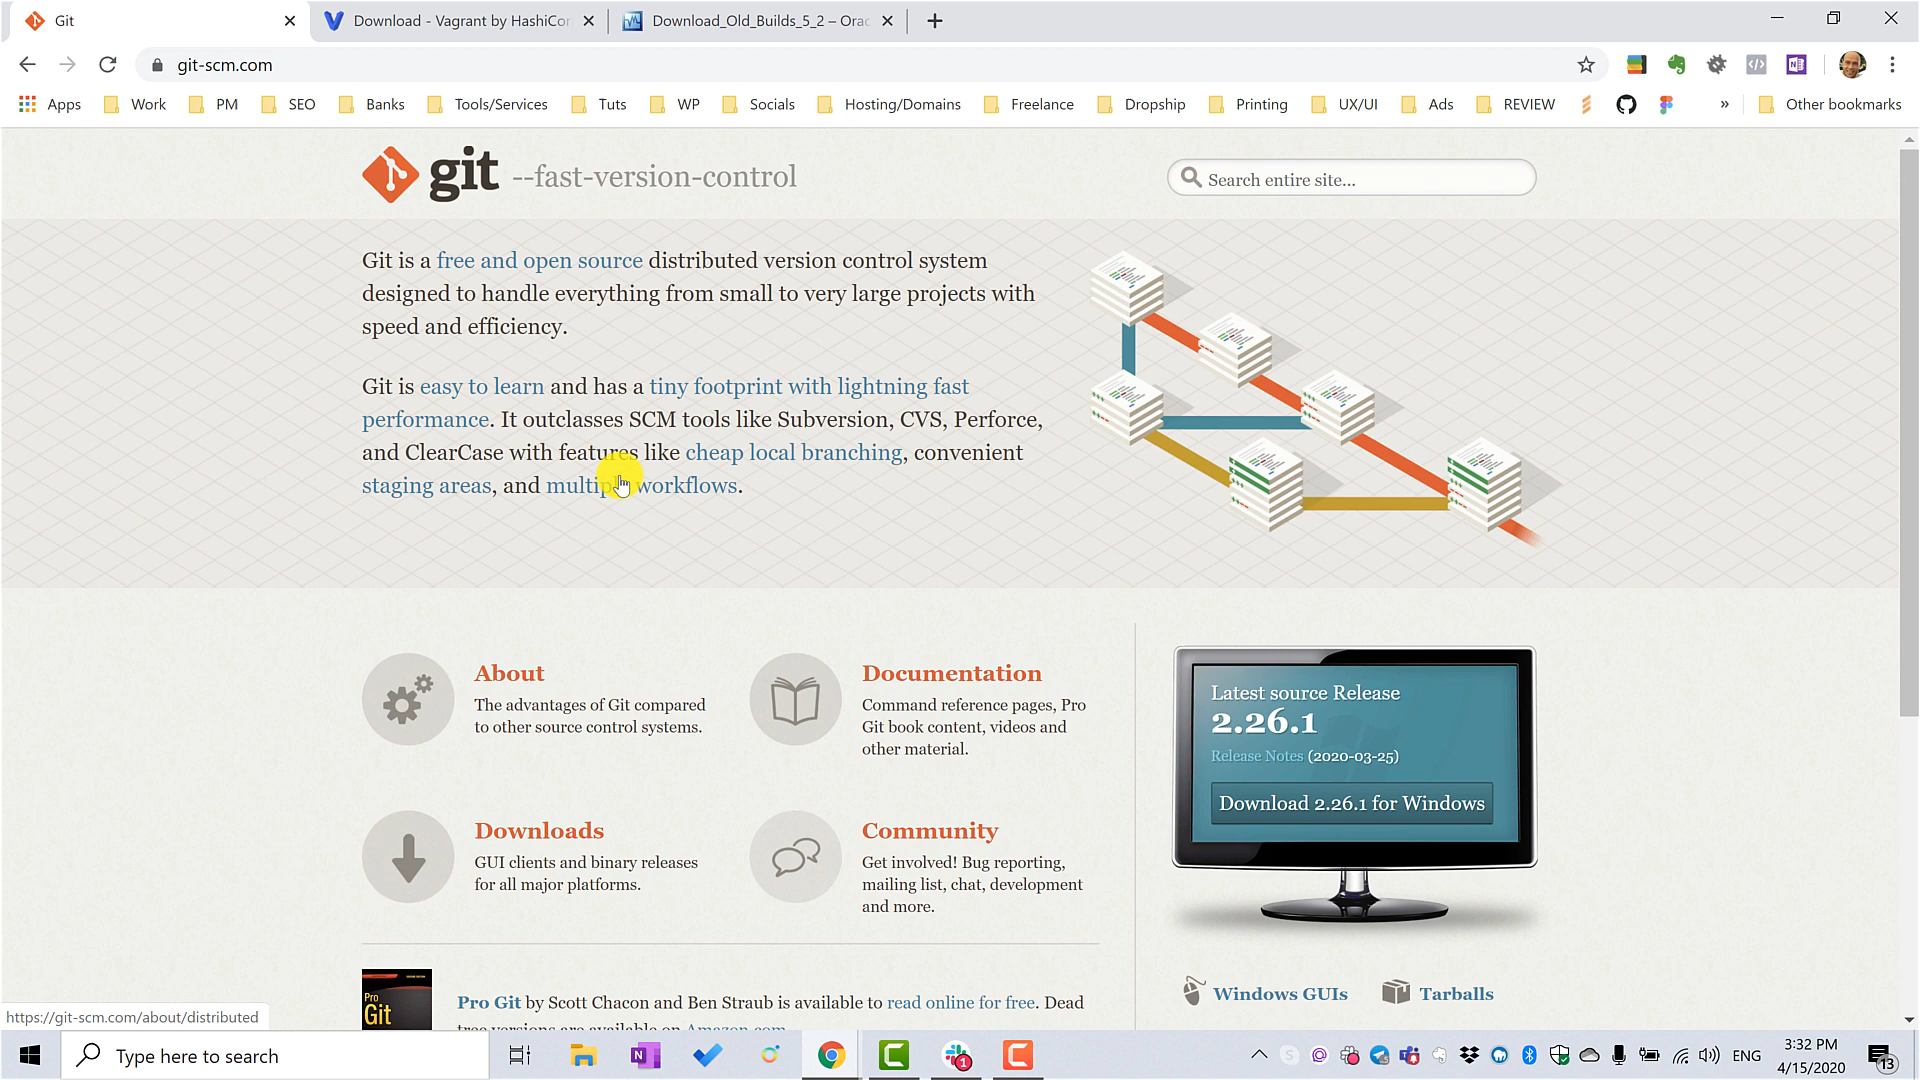 Git
Download - Vagrant by HashiCor
Download_Old_Builds_5_2 – Orac
git-scm.com
Apps
Work
PM
SEO
Banks
Tools/Services
Tuts
WP
Socials
Hosting/Domains
Freelance
Dropship
Printing
UX/UI
Ads
REVIEW
»
Other bookmarks
git --fast-version-control
Search entire site...
Git is a free and open source distributed version control system
designed to handle everything from small to very large projects with
speed and efficiency.
Git is easy to learn and has a tiny footprint with lightning fast
performance. It outclasses SCM tools like Subversion, CVS, Perforce,
and ClearCase with features like cheap local branching, convenient
staging areas, and multiple workflows.
About
The advantages of Git compared
to other source control systems.
Documentation
Command reference pages, Pro
Git book content, videos and
other material.
Downloads
GUI clients and binary releases
for all major platforms.
Community
Get involved! Bug reporting,
mailing list, chat, development
and more.
Latest source Release
2.26.1
Release Notes (2020-03-25)
Download 2.26.1 for Windows
Windows GUIs
Tarballs
Pro
Git
Pro Git by Scott Chacon and Ben Straub is available to read online for free. Dead
tree versions are available on Amazon.com.
https://git-scm.com/about/distributed
Type here to search
1
ENG
3:32 PM
4/15/2020
13